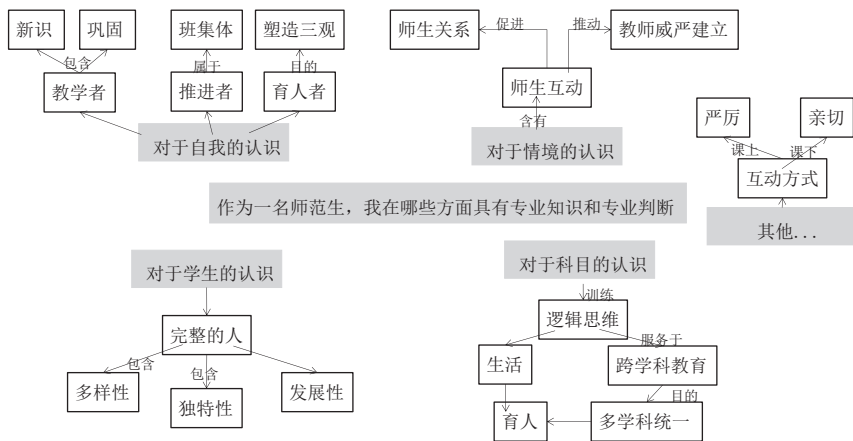 新识
巩固
班集体
塑造三观
师生关系
促进
推动
教师威严建立
包含
属于
目的
教学者
推进者
育人者
师生互动
含有
对于自我的认识
对于情境的认识
严厉
亲切
课上
课下
互动方式
其他...
作为一名师范生，我在哪些方面具有专业知识和专业判断
对于学生的认识
对于科目的认识
训练
完整的人
逻辑思维
服务于
包含
包含
生活
跨学科教育
多样性
独特性
发展性
目的
育人
多学科统一